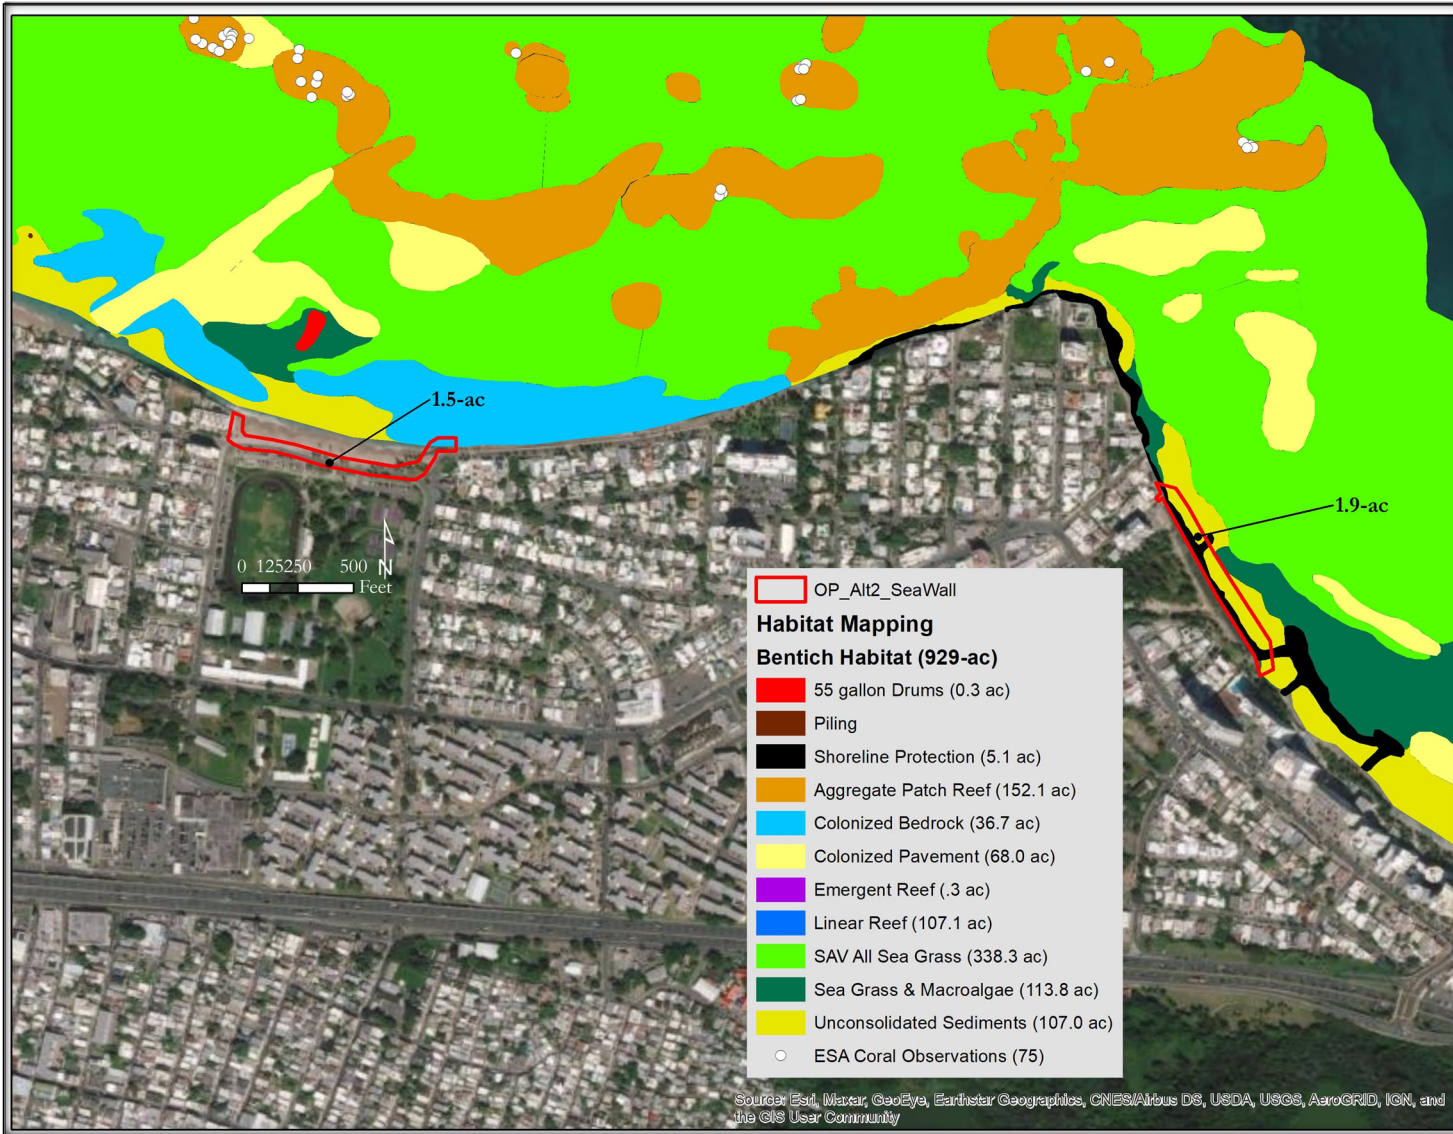 1.5-ac
1.9-ac
0 125250 500
Feet
N
OP_Alt2_SeaWall
Habitat Mapping
Bentich Habitat (929-ac)
55 gallon Drums (0.3 ac)
Piling
Shoreline Protection (5.1 ac)
Aggregate Patch Reef (152.1 ac)
Colonized Bedrock (36.7 ac)
Colonized Pavement (68.0 ac)
Emergent Reef (.3 ac)
Linear Reef (107.1 ac)
SAV All Sea Grass (338.3 ac)
Sea Grass & Macroalgae (113.8 ac)
Unconsolidated Sediments (107.0 ac)
ESA Coral Observations (75)
Source: Esri, Maxar, GeoEye, Earthstar Geographics, CNES/Airbus DS, USDA, USGS, AeroGRID, IGN, and
the GIS User Community